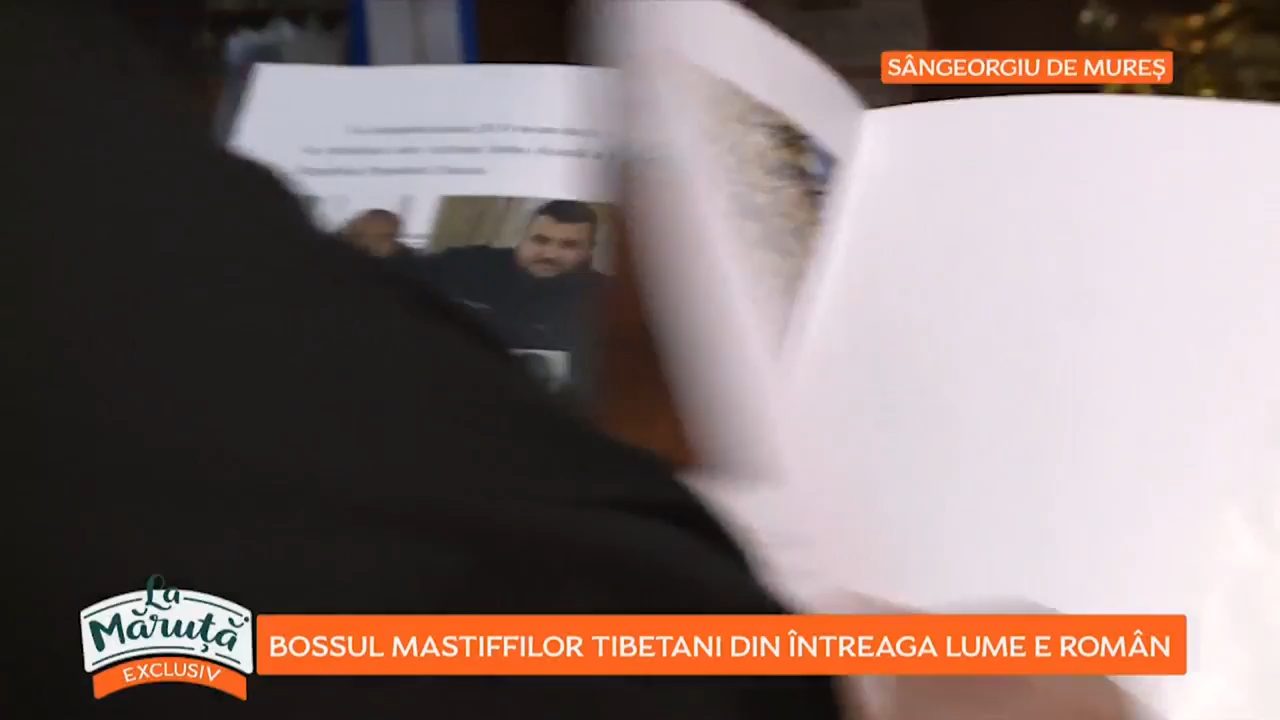 SÂNGEORGIU DE MUREȘ
La
Măruță
EXCLUSIV
BOSSUL MASTIFFILOR TIBETANI DIN ÎNTREAGA LUME E ROMÂN